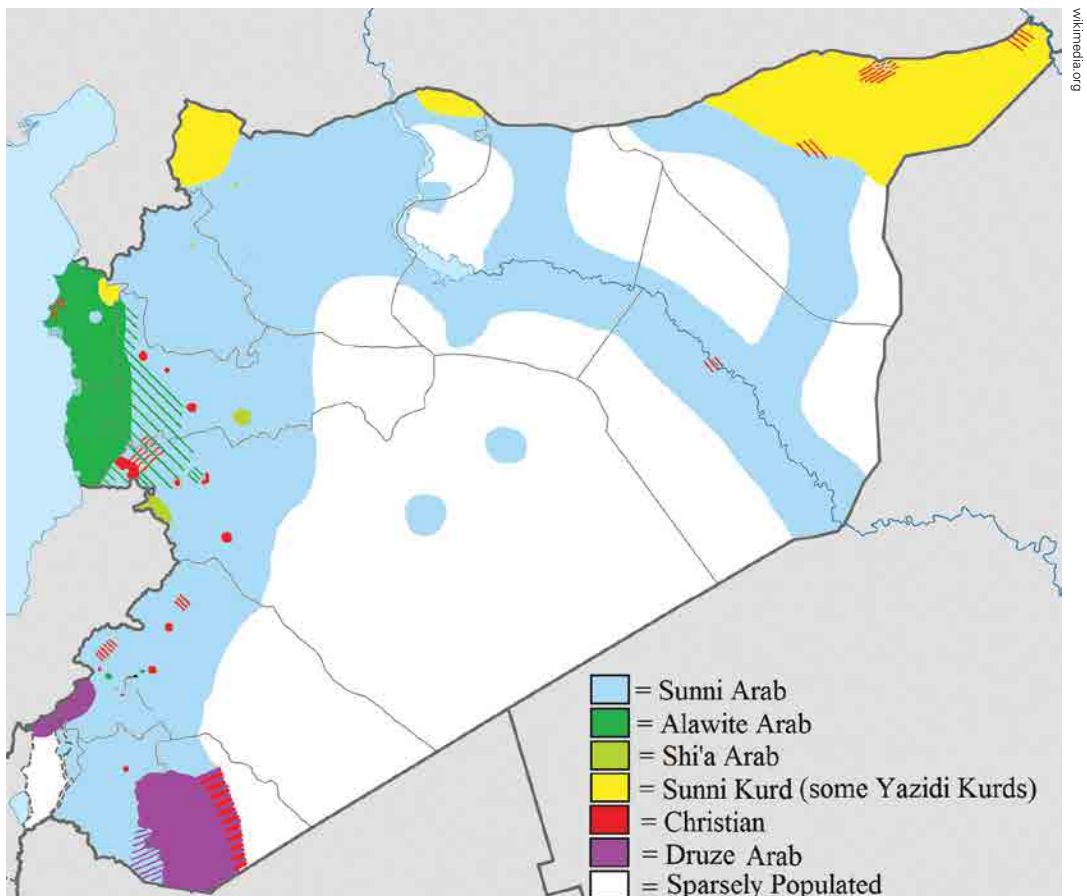 wikimedia.org
= Sunni Arab
= Alawite Arab
= Shi'a Arab
= Sunni Kurd (some Yazidi Kurds)
= Christian
= Druze Arab
= Sparsely Populated